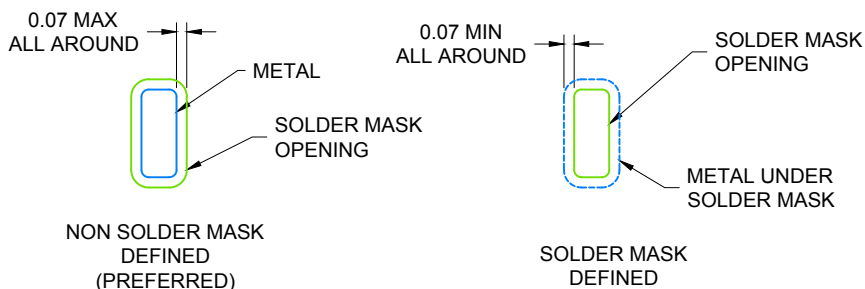 0.07 MAX
ALL AROUND
METAL
SOLDER MASK
OPENING
NON SOLDER MASK
DEFINED
(PREFERRED)
0.07 MIN
ALL AROUND
SOLDER MASK
OPENING
METAL UNDER
SOLDER MASK
SOLDER MASK
DEFINED